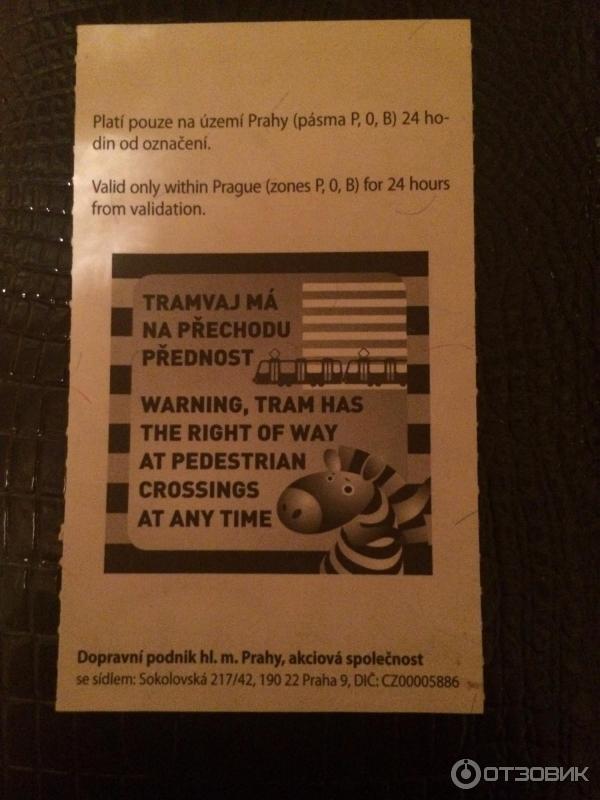 Platí pouze na území Prahy (pásma P, 0, B) 24 ho-
din od označení.
Valid only within Prague (zones P, 0, B) for 24 hours
from validation.
TRAMVAJ MÁ
NA PŘECHODU
PŘEDNOST
WARNING, TRAM HAS
THE RIGHT OF WAY
AT PEDESTRIAN
CROSSINGS
AT ANY TIME
Dopravní podnik hl. m. Prahy, akciová společnost
se sídlem: Sokolovská 217/42, 190 22 Praha 9, DIČ: CZ00005886
ОТЗОВИК